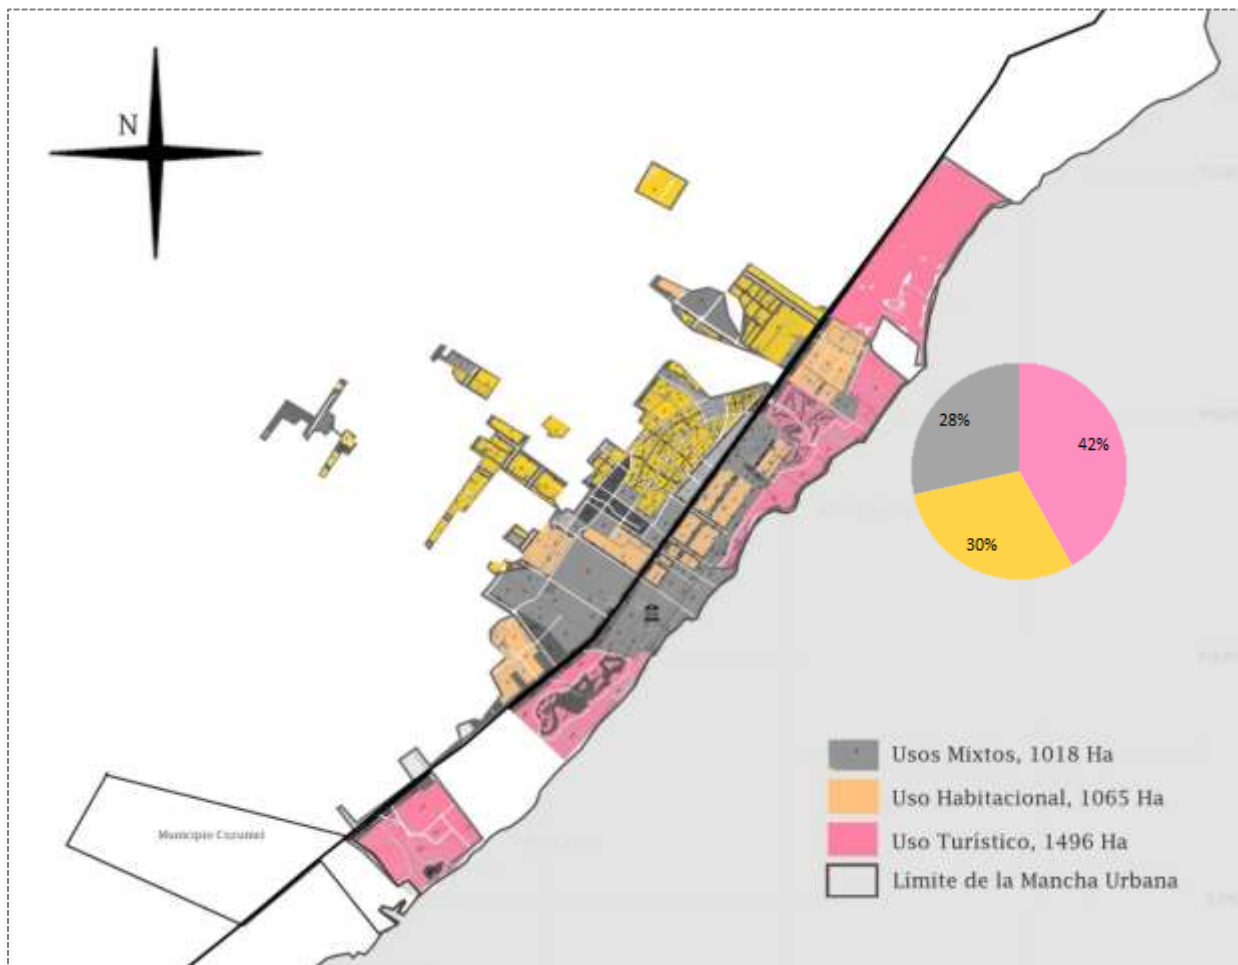 N
28%
42%
30%
Usos Mixtos, 1018 Ha
Uso Habitacional, 1065 Ha
Uso Turístico, 1496 Ha
Límite de la Mancha Urbana
Municipio Cozumel